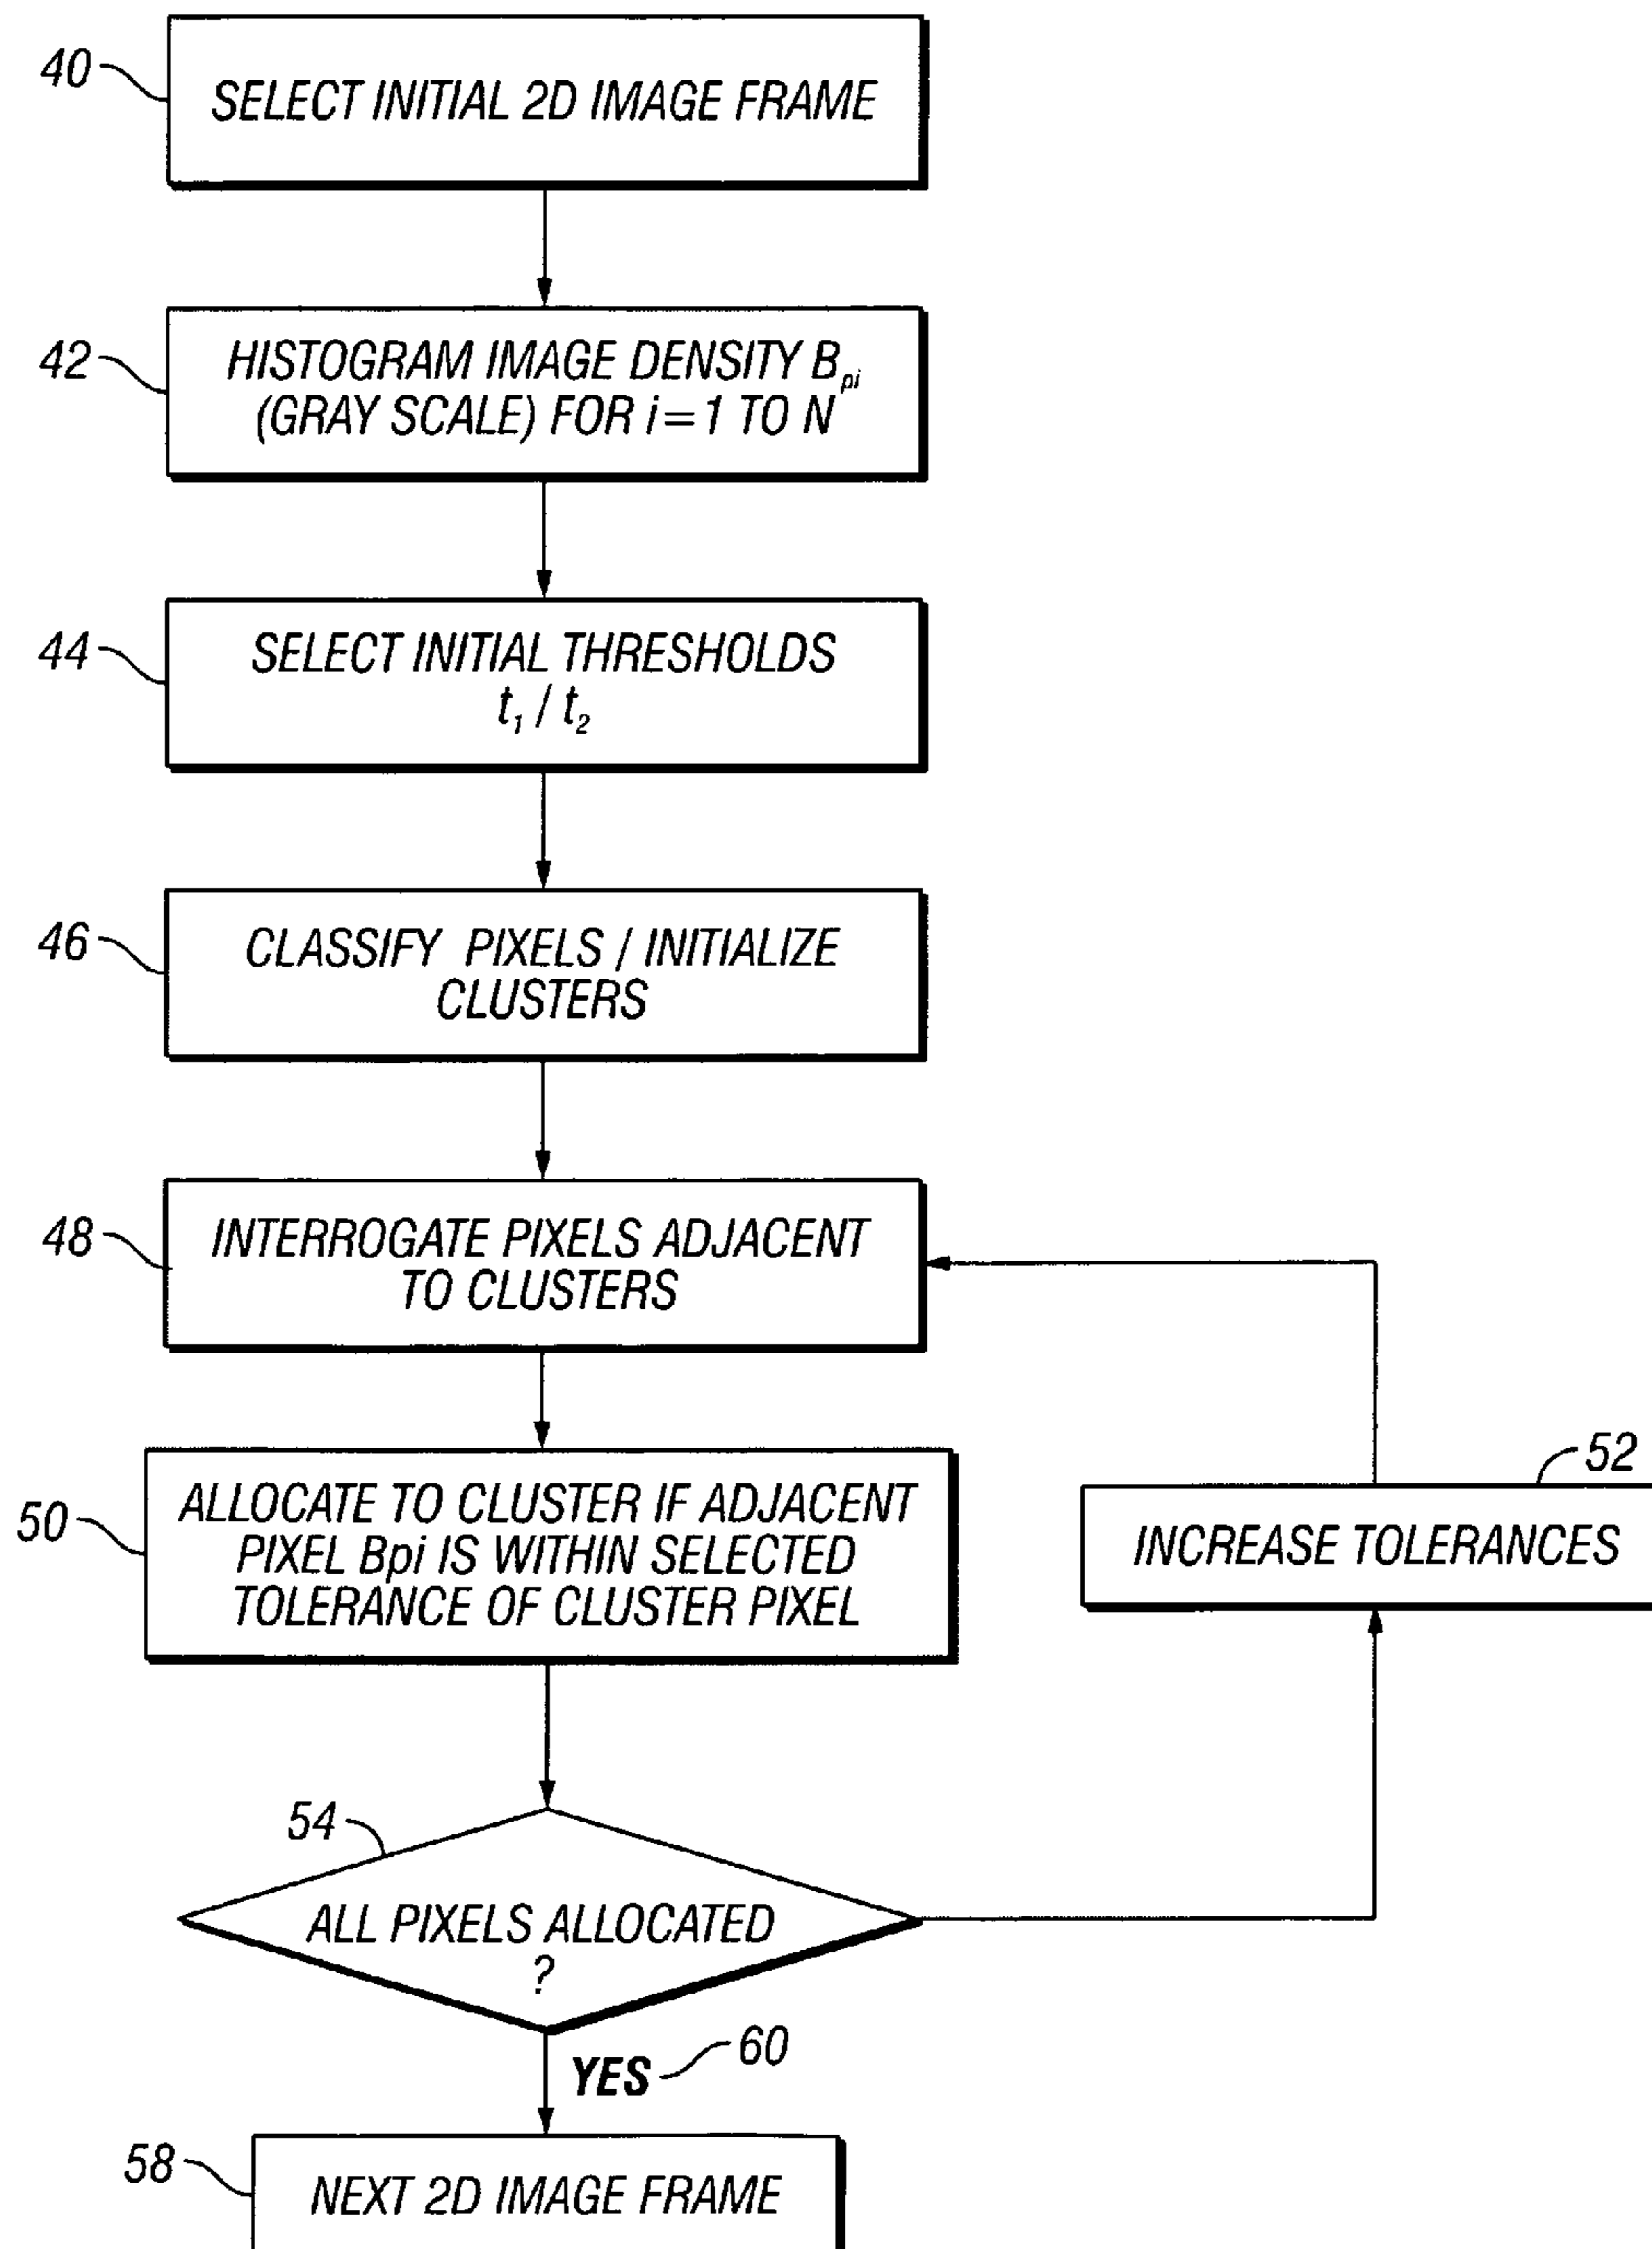 40
SELECT INITIAL 2D IMAGE FRAME
42
HISTOGRAM IMAGE DENSITY B_pi
(GRAY SCALE) FOR i=1 TO N
44
SELECT INITIAL THRESHOLDS
t_1 / t_2
46
CLASSIFY PIXELS / INITIALIZE
CLUSTERS
48
INTERROGATE PIXELS ADJACENT
TO CLUSTERS
50
ALLOCATE TO CLUSTER IF ADJACENT
PIXEL Bpi IS WITHIN SELECTED
TOLERANCE OF CLUSTER PIXEL
52
INCREASE TOLERANCES
54
ALL PIXELS ALLOCATED
?
YES
60
58
NEXT 2D IMAGE FRAME